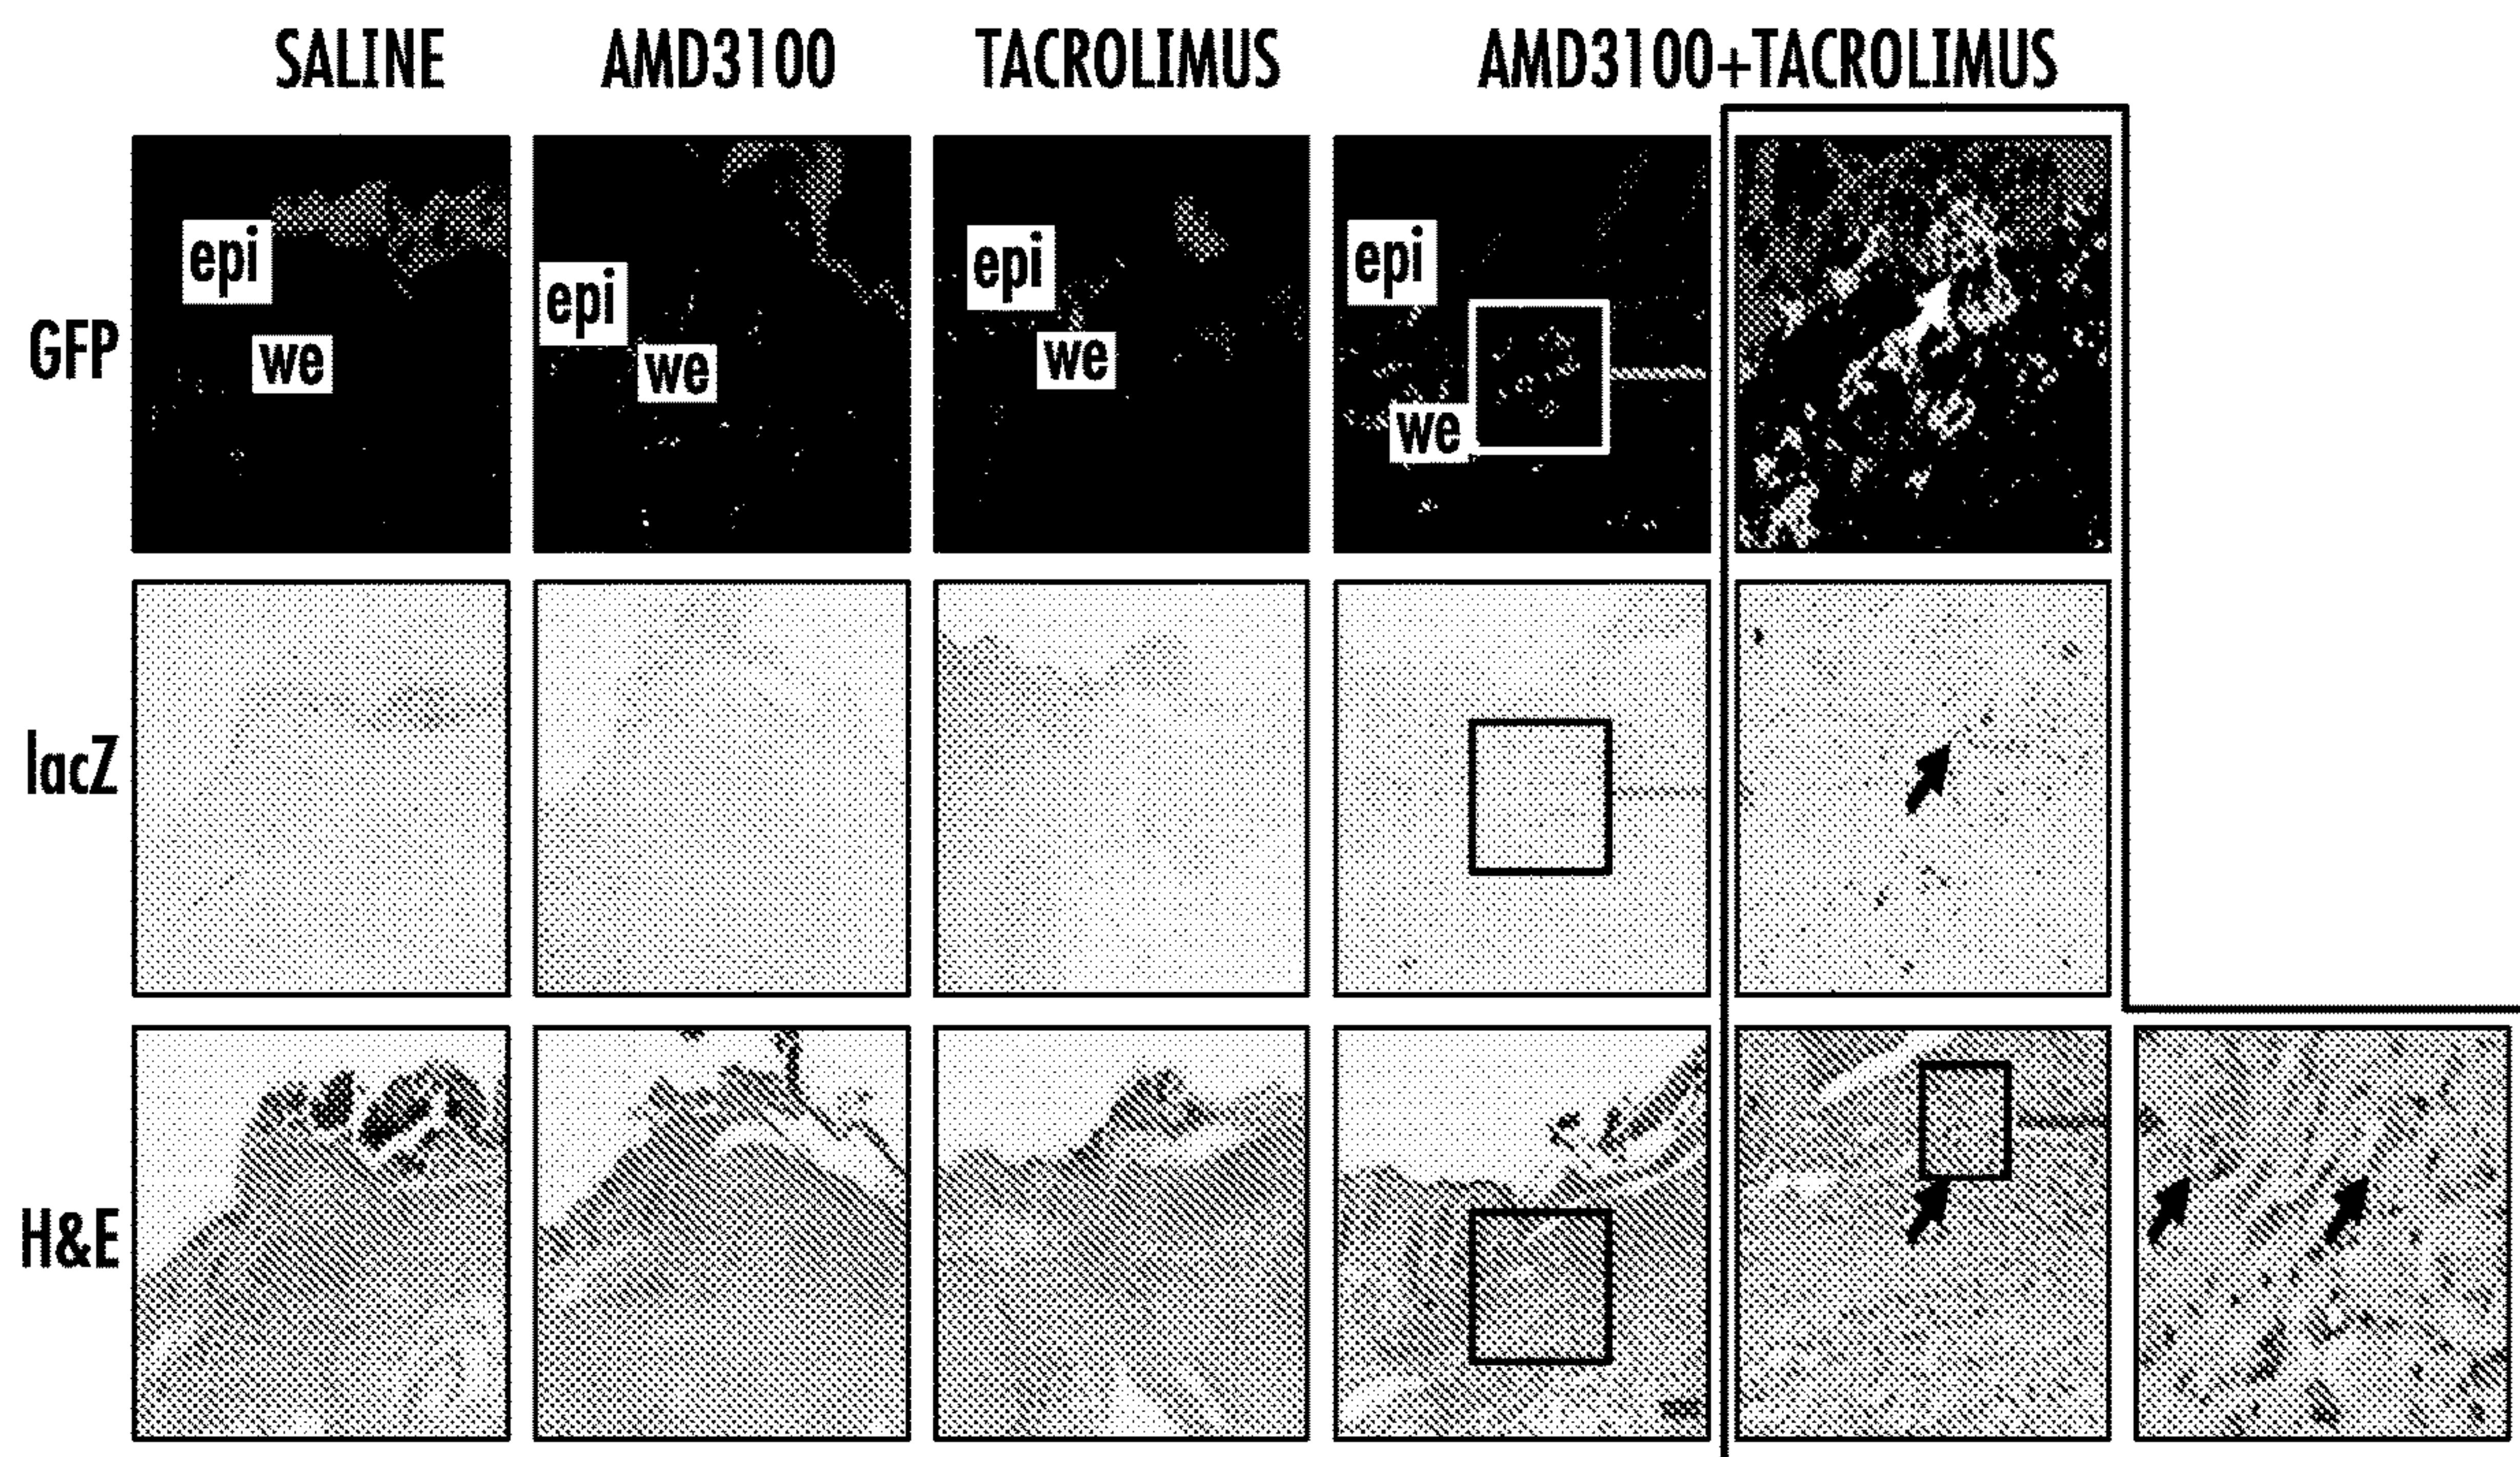 SALINE AMD3100 TACROLIMUS AMD3100+TACROLIMUS
GFP epi we epi we epi we epi we
lacZ
H&E